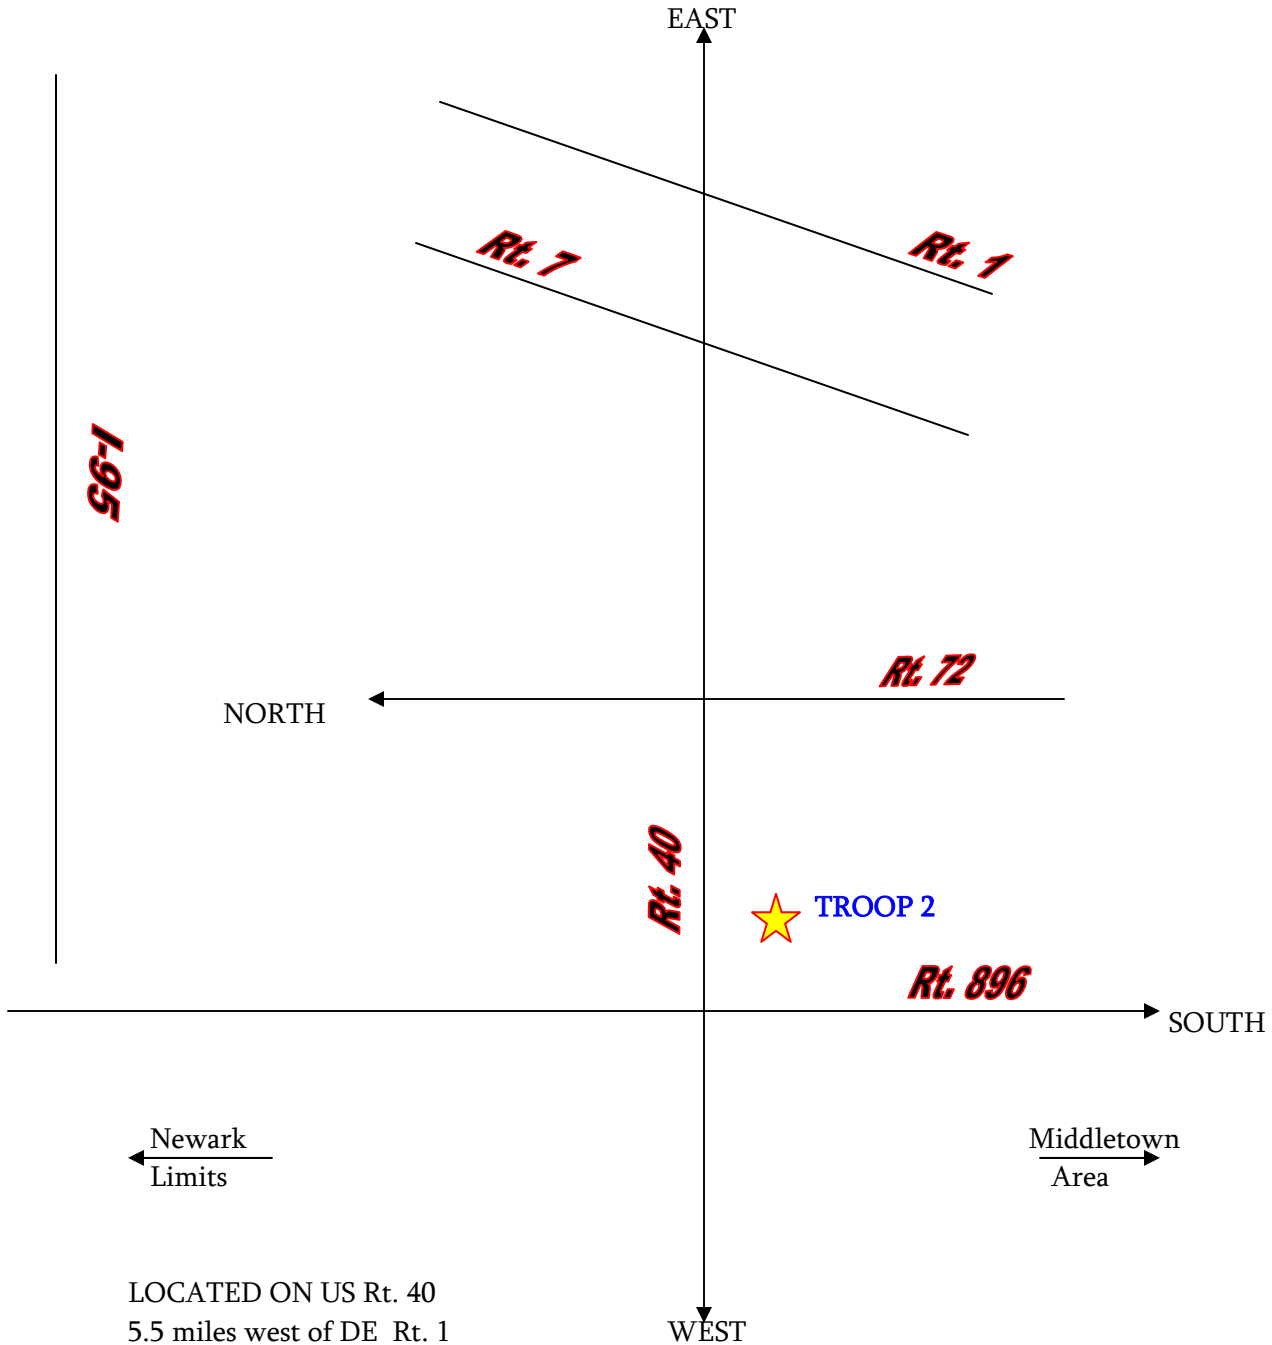 EAST
Rt. 7
Rt. 1
I-95
Rt. 72
NORTH
Rt. 40
TROOP 2
Rt. 896
SOUTH
Newark
Limits
Middletown
Area
LOCATED ON US Rt. 40
5.5 miles west of DE  Rt. 1
WEST